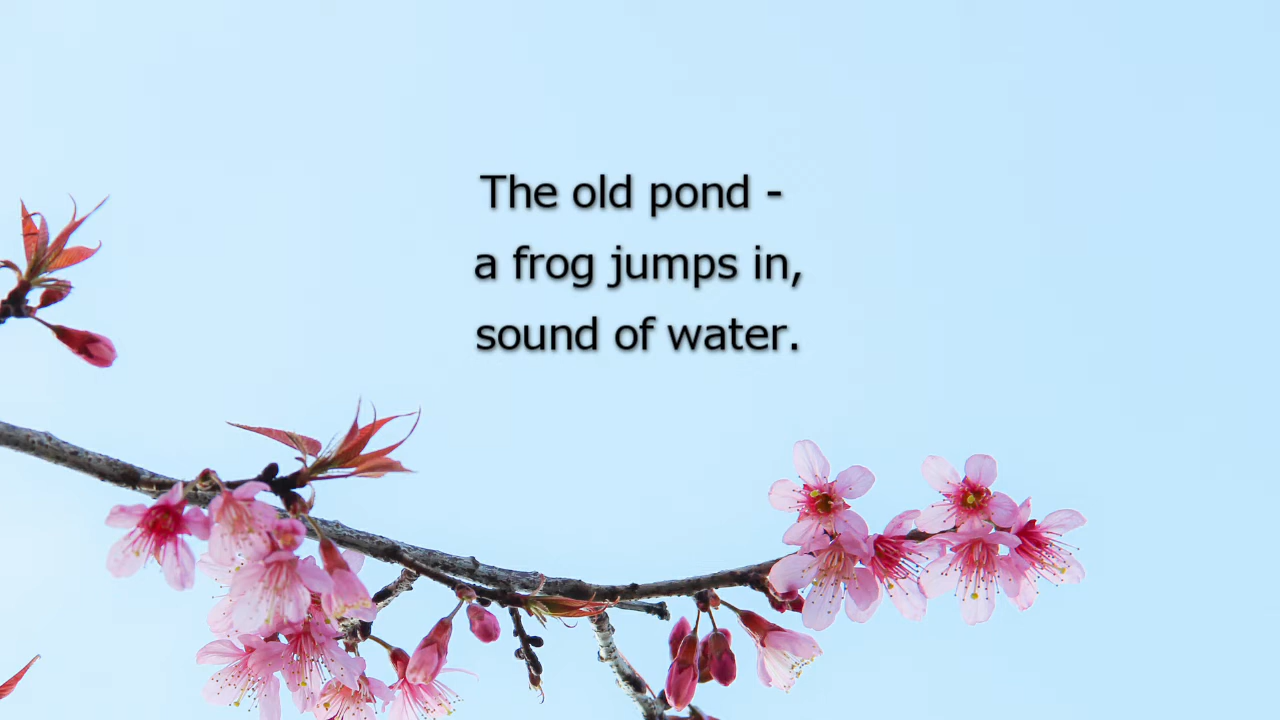 The old pond -
a frog jumps in,
sound of water.